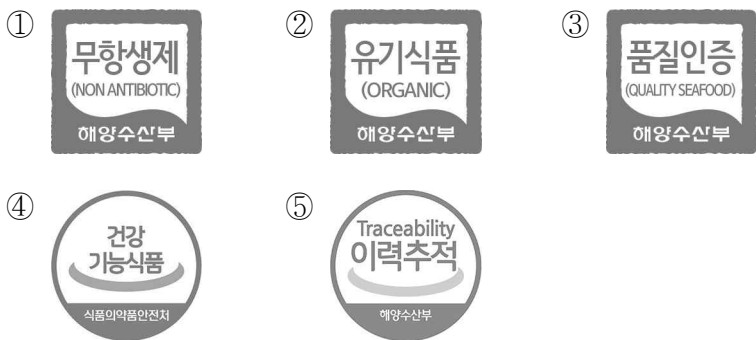 ①
무항생제
(NON ANTIBIOTIC)
해양수산부
②
유기식품
(ORGANIC)
해양수산부
③
품질인증
(QUALITY SEAFOOD)
해양수산부
④
건강
기능식품
식품의약품안전처
⑤
Traceability
이력추적
해양수산부